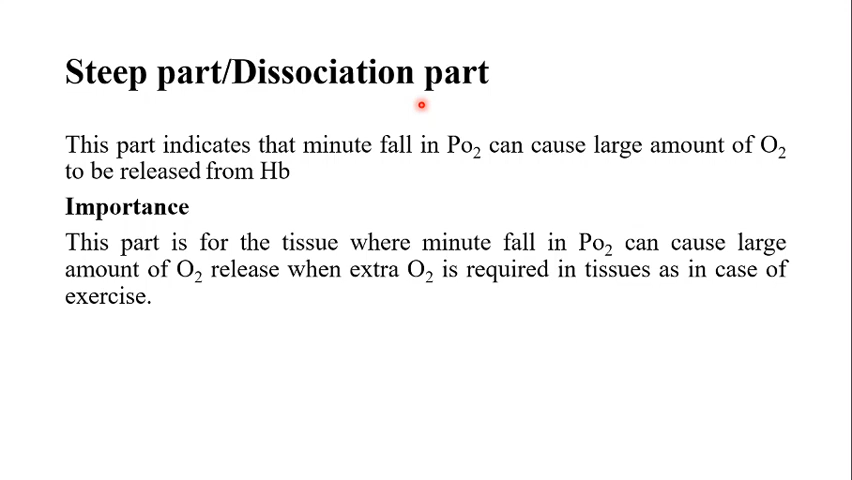 Steep part/Dissociation part
This part indicates that minute fall in Po₂ can cause large amount of O₂
to be released from Hb
Importance
This part is for the tissue where minute fall in Po₂ can cause large
amount of O₂ release when extra O₂ is required in tissues as in case of
exercise.